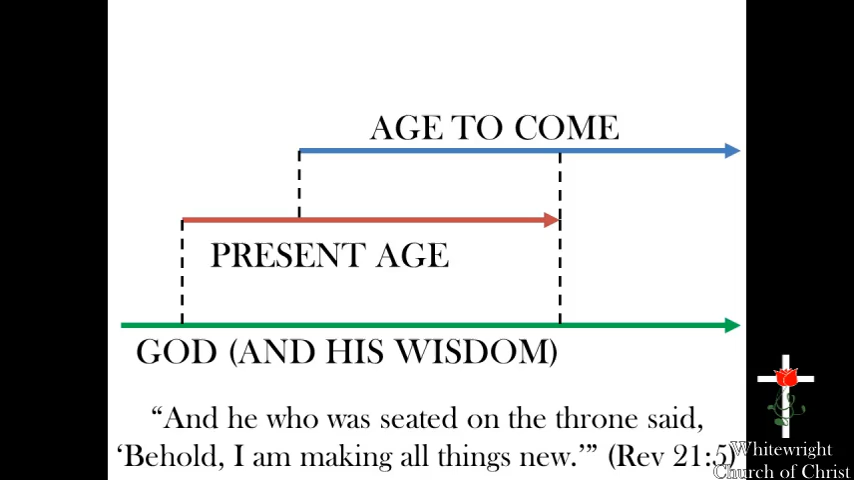 AGE TO COME
PRESENT AGE
GOD (AND HIS WISDOM)
“And he who was seated on the throne said,
‘Behold, I am making all things new.’” (Rev 21:5)
Whitewright
Church of Christ